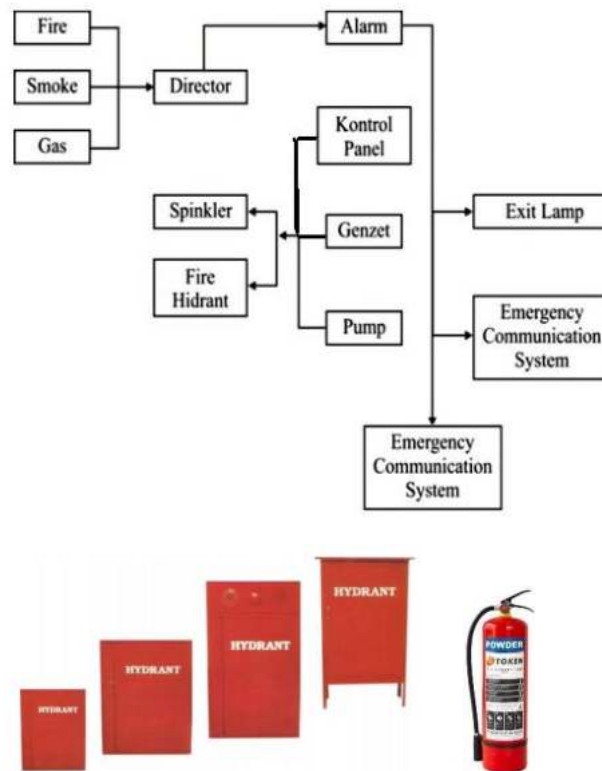 Fire
Alarm
Smoke
Director
Gas
Kontrol
Panel
Spinkler
Genzet
Exit Lamp
Fire
Hidrant
Pump
Emergency
Communication
System
Emergency
Communication
System
HYDRANT
HYDRANT
HYDRANT
HYDRANT
POWDER
TOKEN